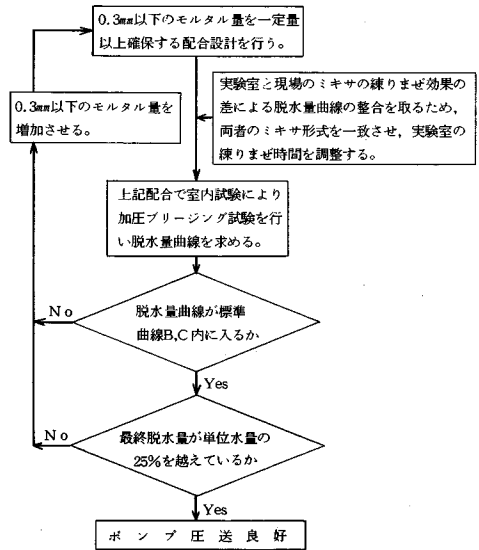 0.3㎜以下のモルタル量を一定量
以上確保する配合設計を行う。
実験室と現場のミキサの練りまぜ効果の
差による脱水量曲線の整合を取るため,
両者のミキサ形式を一致させ, 実験室の
練りまぜ時間を調整する。
0.3㎜以下のモルタル量を
増加させる。
上記配合で室内試験により
加圧ブリージング試験を行
い脱水量曲線を求める。
No
脱水量曲線が標準
曲線B,C内に入るか
Yes
No
最終脱水量が単位水量の
25%を越えているか
Yes
ポンプ圧送良好